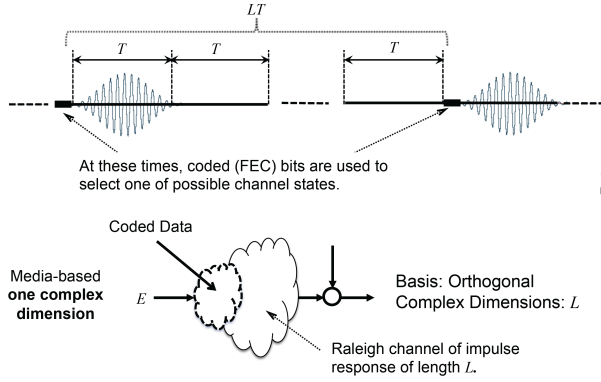 LT
T
T
T
At these times, coded (FEC) bits are used to
select one of possible channel states.
Coded Data
Media-based
one complex
dimension
E
Basis: Orthogonal
Complex Dimensions: L
Raleigh channel of impulse
response of length L.